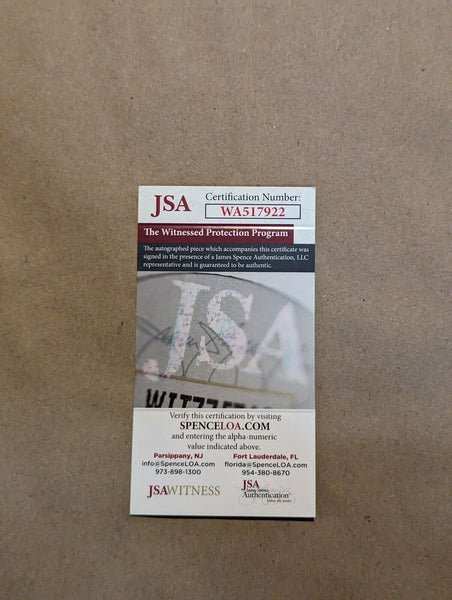 JSA
Certification Number:
WA517922
The Witnessed Protection Program
The autographed piece which accompanies this certificate was
signed in the presence of a James Spence Authentication, LLC
representative and is guaranteed to be authentic.
JSA
Verify this certification by visiting
SPENCELOA.COM
and entering the alpha-numeric
value indicated above.
Parsippany, NJ
info@SpenceLOA.com
973-898-1300
Fort Lauderdale, FL
florida@SpenceLOA.com
954-380-8670
JSAWITNESS
JSA
James Spence
Authentication